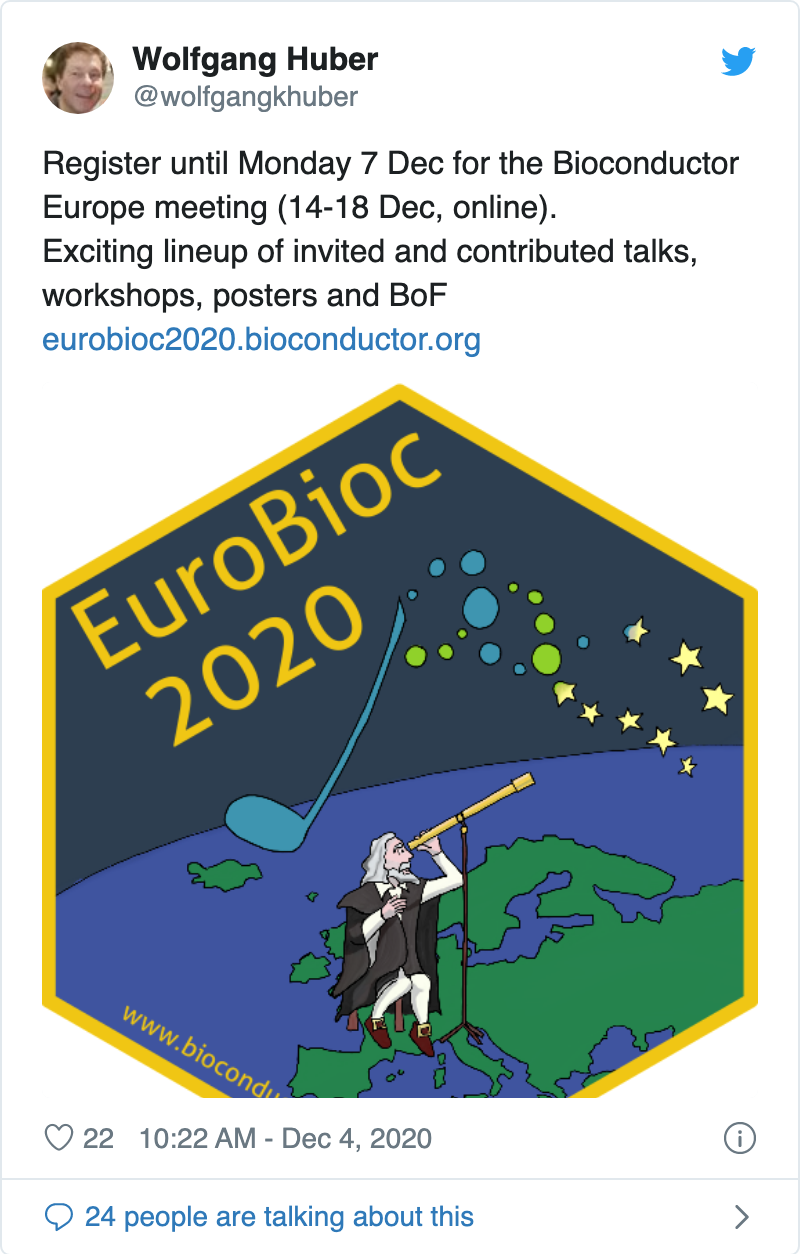 Wolfgang Huber
@wolfgangkhuber
Register until Monday 7 Dec for the Bioconductor
Europe meeting (14-18 Dec, online).
Exciting lineup of invited and contributed talks,
workshops, posters and BoF
eurobioc2020.bioconductor.org
EuroBioc
2020
www.biocondu
22 10:22 AM - Dec 4, 2020
24 people are talking about this